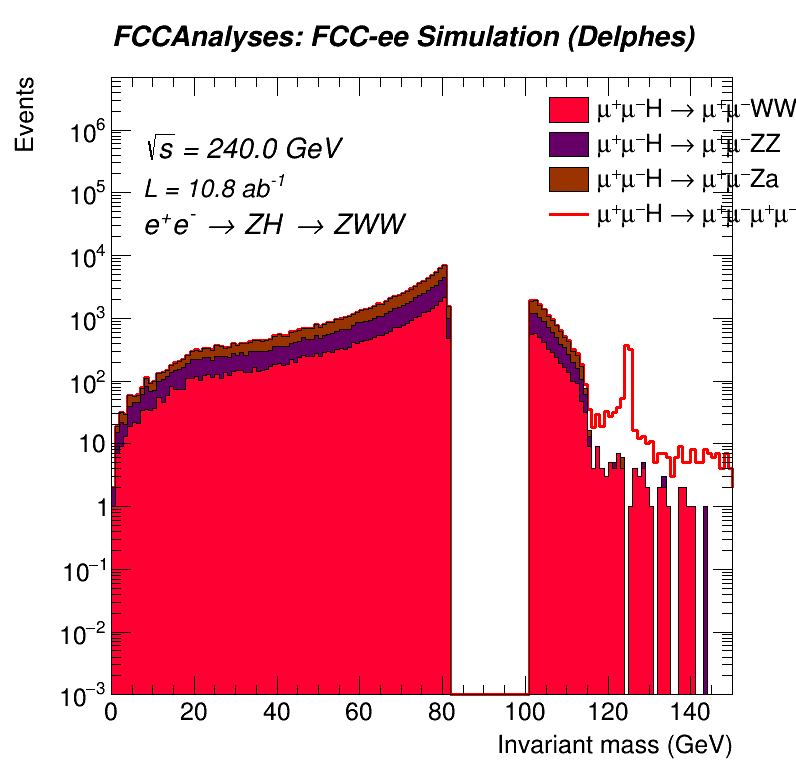 FCCAnalyses: FCC-ee Simulation (Delphes)
Events
√s = 240.0 GeV
L = 10.8 ab⁻¹
e⁺e⁻ → ZH → ZWW
μ⁺μ⁻H → μ⁺μ⁻WW
μ⁺μ⁻H → μ⁺μ⁻ZZ
μ⁺μ⁻H → μ⁺μ⁻Za
μ⁺μ⁻H → μ⁺μ⁻μ⁺μ⁻
10⁶
10⁵
10⁴
10³
10²
10
1
10⁻¹
10⁻²
10⁻³
0 20 40 60 80 100 120 140
Invariant mass (GeV)